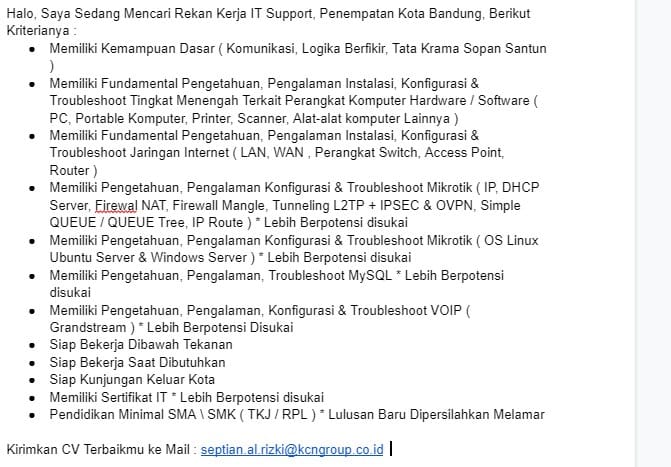 Halo, Saya Sedang Mencari Rekan Kerja IT Support, Penempatan Kota Bandung, Berikut
Kriterianya :
• Memiliki Kemampuan Dasar ( Komunikasi, Logika Berfikir, Tata Krama Sopan Santun
)
• Memiliki Fundamental Pengetahuan, Pengalaman Instalasi, Konfigurasi &
Troubleshoot Tingkat Menengah Terkait Perangkat Komputer Hardware / Software (
PC, Portable Komputer, Printer, Scanner, Alat-alat komputer Lainnya )
• Memiliki Fundamental Pengetahuan, Pengalaman Instalasi, Konfigurasi &
Troubleshoot Jaringan Internet ( LAN, WAN , Perangkat Switch, Access Point,
Router )
• Memiliki Pengetahuan, Pengalaman Konfigurasi & Troubleshoot Mikrotik ( IP, DHCP
Server, Firewal NAT, Firewall Mangle, Tunneling L2TP + IPSEC & OVPN, Simple
QUEUE / QUEUE Tree, IP Route ) * Lebih Berpotensi disukai
• Memiliki Pengetahuan, Pengalaman Konfigurasi & Troubleshoot Mikrotik ( OS Linux
Ubuntu Server & Windows Server ) * Lebih Berpotensi disukai
• Memiliki Pengetahuan, Pengalaman, Troubleshoot MySQL * Lebih Berpotensi
disukai
• Memiliki Pengetahuan, Pengalaman, Konfigurasi & Troubleshoot VOIP (
Grandstream ) * Lebih Berpotensi Disukai
• Siap Bekerja Dibawah Tekanan
• Siap Bekerja Saat Dibutuhkan
• Siap Kunjungan Keluar Kota
• Memiliki Sertifikat IT * Lebih Berpotensi disukai
• Pendidikan Minimal SMA \ SMK ( TKJ / RPL ) * Lulusan Baru Dipersilahkan Melamar
Kirimkan CV Terbaikmu ke Mail : septian.al.rizki@kcngroup.co.id